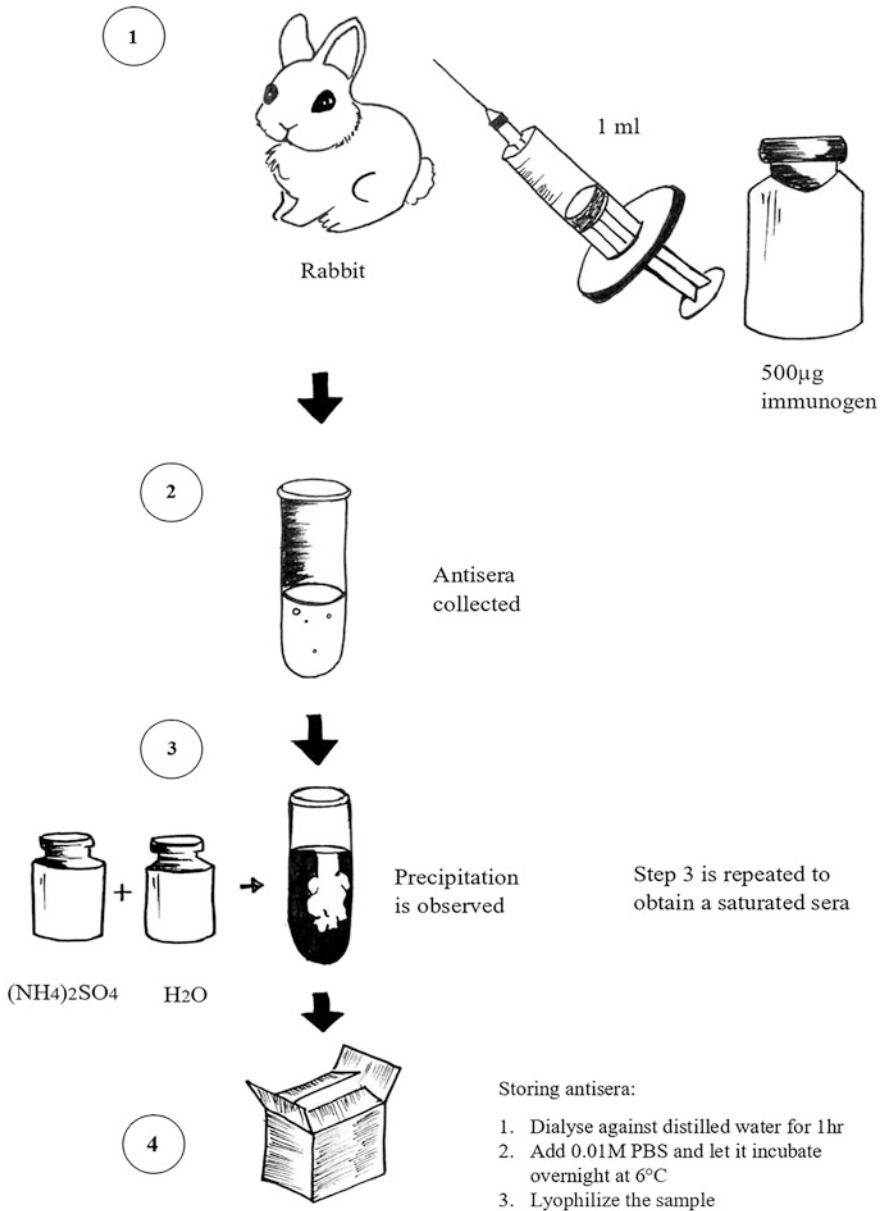 1
1 ml
Rabbit
500µg
immunogen
2
Antisera
collected
3
+
Precipitation
is observed
Step 3 is repeated to
obtain a saturated sera
(NH4)2SO4
H2O
4
Storing antisera:
1. Dialyse against distilled water for 1hr
2. Add 0.01M PBS and let it incubate
overnight at 6°C
3. Lyophilize the sample